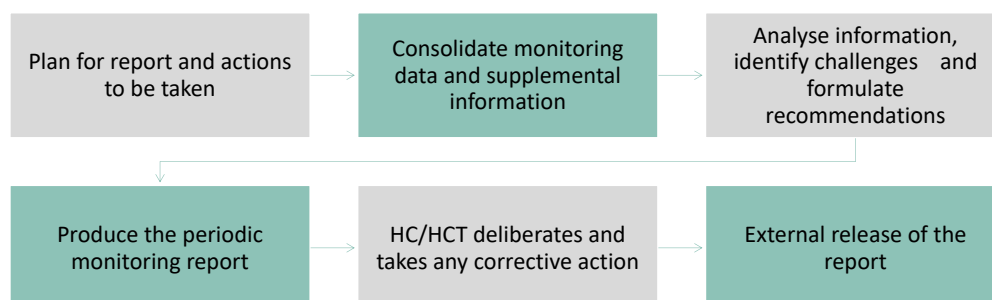 Plan for report and actions
to be taken
Consolidate monitoring
data and supplemental
information
Analyse information,
identify challenges and
formulate
recommendations
Produce the periodic
monitoring report
HC/HCT deliberates and
takes any corrective action
External release of the
report